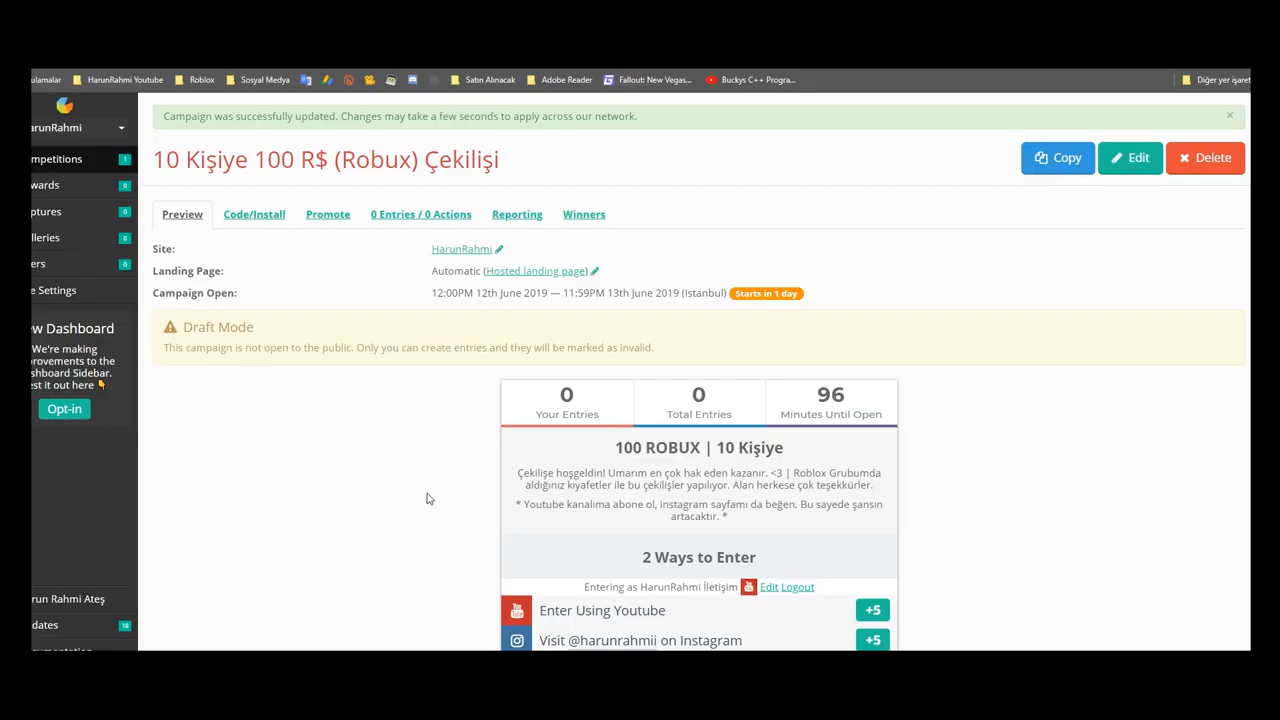 ulamalar HarunRahmi Youtube Roblox Sosyal Medya Satın Alınacak Adobe Reader Fallout: New Vegas... Buckys C++ Progra... Diğer yer işaret
arunRahmi
mpetitions 1
wards 0
ptures 0
lleries 0
ers 0
e Settings
ew Dashboard
We're making
provements to the
shboard Sidebar.
est it out here 👇
Opt-in
run Rahmi Ateş
dates 18
Campaign was successfully updated. Changes may take a few seconds to apply across our network. ×
10 Kişiye 100 R$ (Robux) Çekilişi
Copy Edit Delete
Preview Code/Install Promote 0 Entries / 0 Actions Reporting Winners
Site: HarunRahmi
Landing Page: Automatic (Hosted landing page)
Campaign Open: 12:00PM 12th June 2019 — 11:59PM 13th June 2019 (Istanbul) Starts in 1 day
Draft Mode
This campaign is not open to the public. Only you can create entries and they will be marked as invalid.
0 0 96
Your Entries Total Entries Minutes Until Open
100 ROBUX | 10 Kişiye
Çekilişe hoşgeldin! Umarım en çok hak eden kazanır. <3 | Roblox Grubumda
aldığınız kıyafetler ile bu çekilişler yapılıyor. Alan herkese çok teşekkürler.
* Youtube kanalıma abone ol, instagram sayfamı da beğen. Bu sayede şansın
artacaktır. *
2 Ways to Enter
Entering as HarunRahmi İletişim Edit Logout
Enter Using Youtube +5
Visit @harunrahmii on Instagram +5